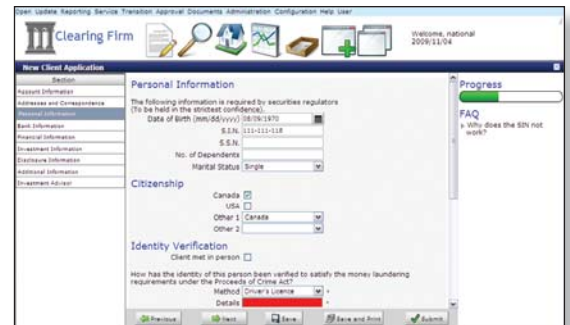 Open Update Reporting Service Transition Approval Documents Administration Configuration Help User
Clearing Firm
Welcome, national
2009/11/04
New Client Application
Section
Account Information
Addresses and Correspondence
Personal Information
Bank Information
Financial Information
Investment Information
Disclosure Information
Additional Information
Investment Advisor
Personal Information
The following information is required by securities regulators
(To be held in the strictest confidence).
Date of Birth (mm/dd/yyyy) 08/09/1970
S.I.N. 111-111-118
S.S.N.
No. of Dependents
Marital Status Single
Citizenship
Canada
USA
Other 1 Canada
Other 2
Identity Verification
Client met in person
How has the identity of this person been verified to satisfy the money laundering
requirements under the Proceeds of Crime Act?
Method Driver's Licence *
Details *
Previous Next Save Save and Print Submit
Progress
FAQ
Why does the SIN not
work?